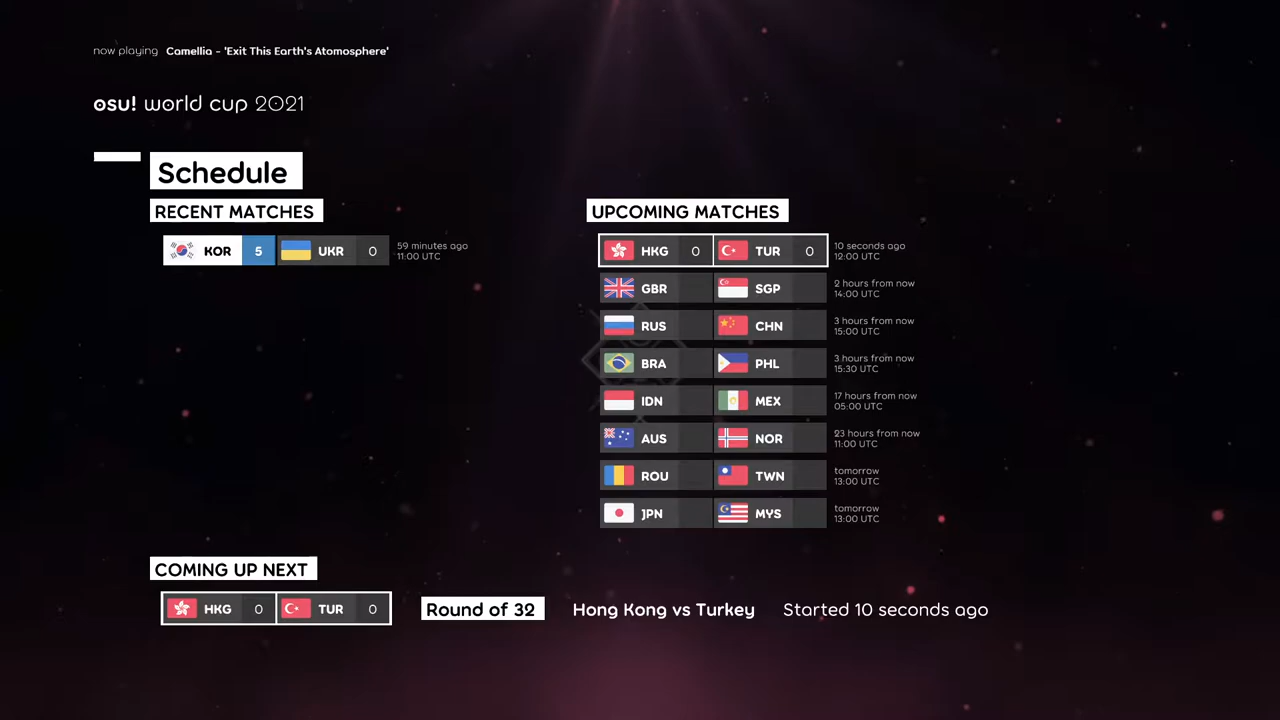 now playing Camellia - 'Exit This Earth's Atomosphere'
osu! world cup 2021
Schedule
RECENT MATCHES
KOR 5 UKR 0 59 minutes ago
11:00 UTC
UPCOMING MATCHES
HKG 0 TUR 0 10 seconds ago
12:00 UTC
GBR SGP 2 hours from now
14:00 UTC
RUS CHN 3 hours from now
15:00 UTC
BRA PHL 3 hours from now
15:30 UTC
IDN MEX 17 hours from now
05:00 UTC
AUS NOR 23 hours from now
11:00 UTC
ROU TWN tomorrow
13:00 UTC
JPN MYS tomorrow
13:00 UTC
COMING UP NEXT
HKG 0 TUR 0 Round of 32 Hong Kong vs Turkey Started 10 seconds ago